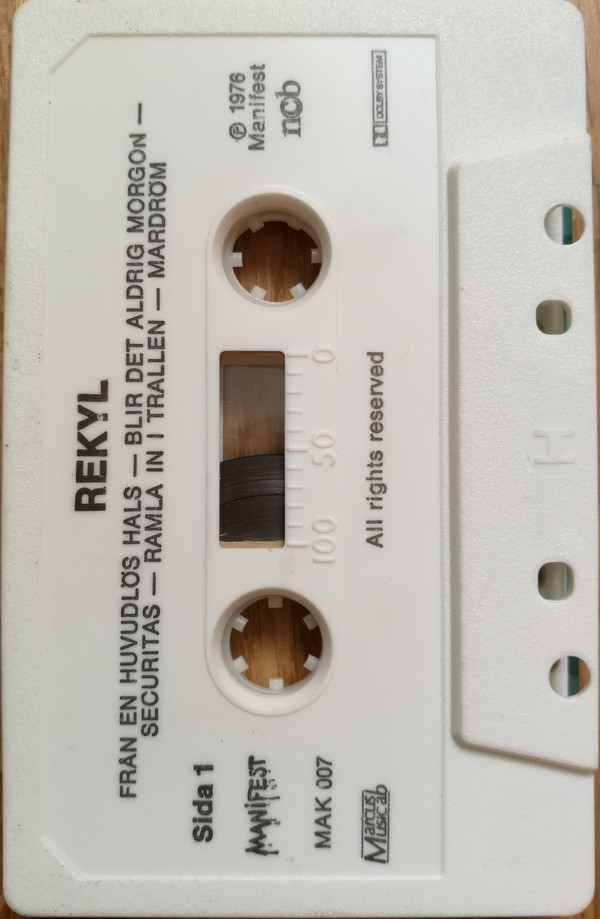 REKYL
FRÅN EN HUVUDLÖS HALS — BLIR DET ALDRIG MORGON —
SECURITAS — RAMLA IN I TRALLEN — MARDRÖM
Sida 1
MANIFEST
MAK 007
Marcus Music ab
℗ 1976
Manifest
ncb
100 50 0
All rights reserved
DOLBY SYSTEM
H